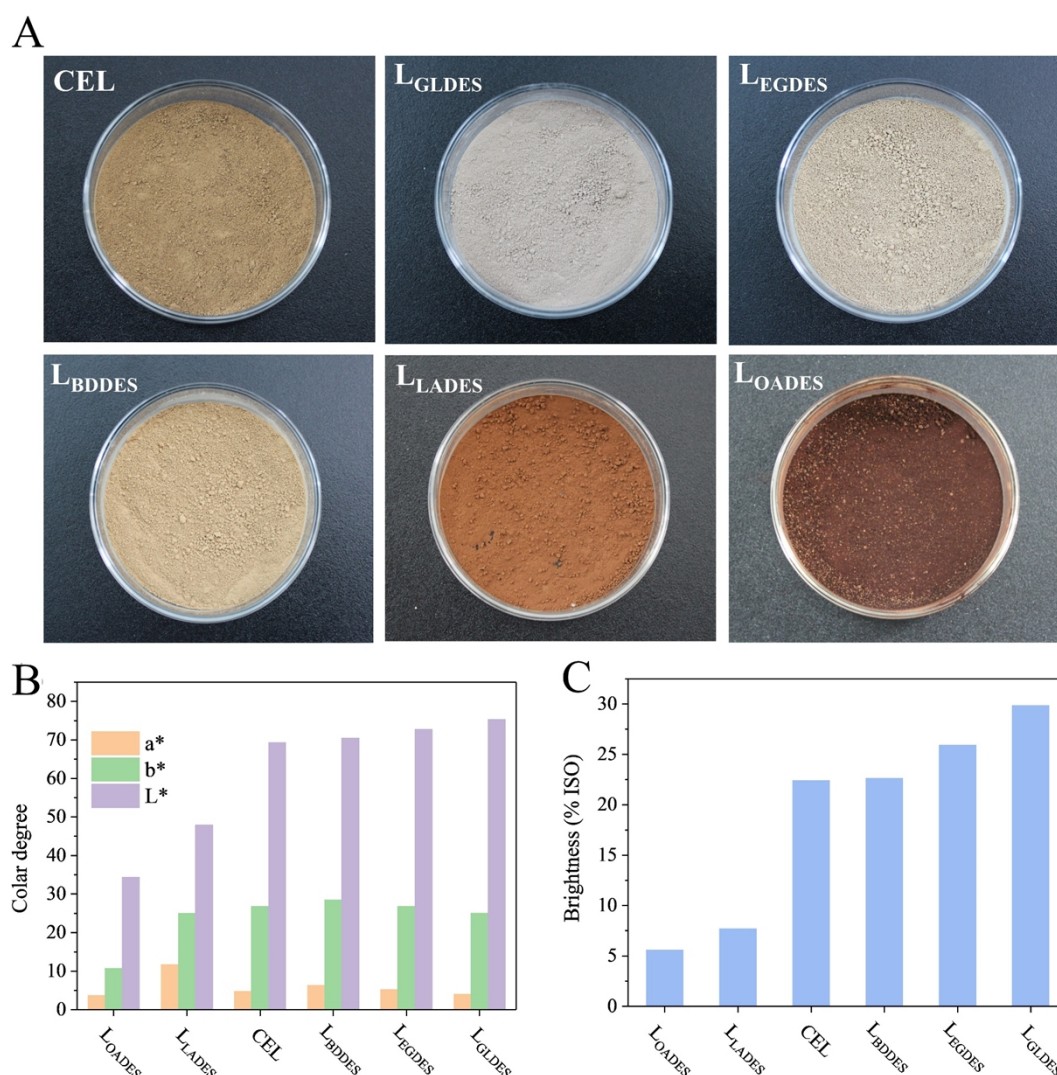 A
CEL
LGLDES
LEGDES
LBDDES
LLADES
LOADES
B
80
70
60
50
40
30
20
10
0
Colar degree
a*
b*
L*
LOADES
LLADES
CEL
LBDDES
LEGDES
LGLDES
C
30
25
20
15
10
5
0
Brightness (% ISO)
LOADES
LLADES
CEL
LBDDES
LEGDES
LGLDES